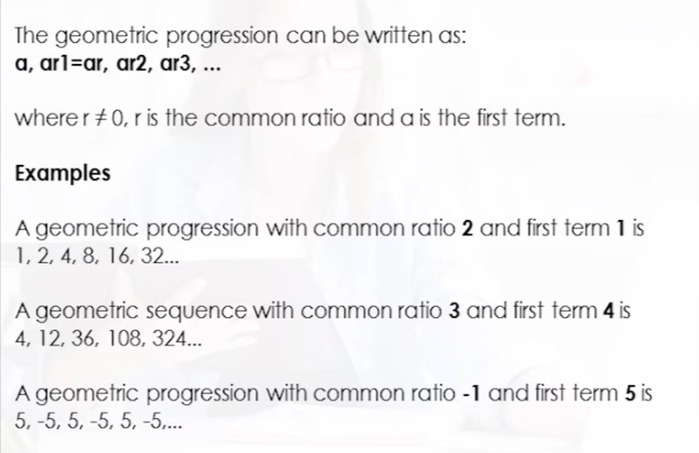 The geometric progression can be written as:
a, ar1=ar, ar2, ar3, ...
where r ≠ 0, r is the common ratio and a is the first term.
Examples
A geometric progression with common ratio 2 and first term 1 is
1, 2, 4, 8, 16, 32...
A geometric sequence with common ratio 3 and first term 4 is
4, 12, 36, 108, 324...
A geometric progression with common ratio -1 and first term 5 is
5, -5, 5, -5, 5, -5,...